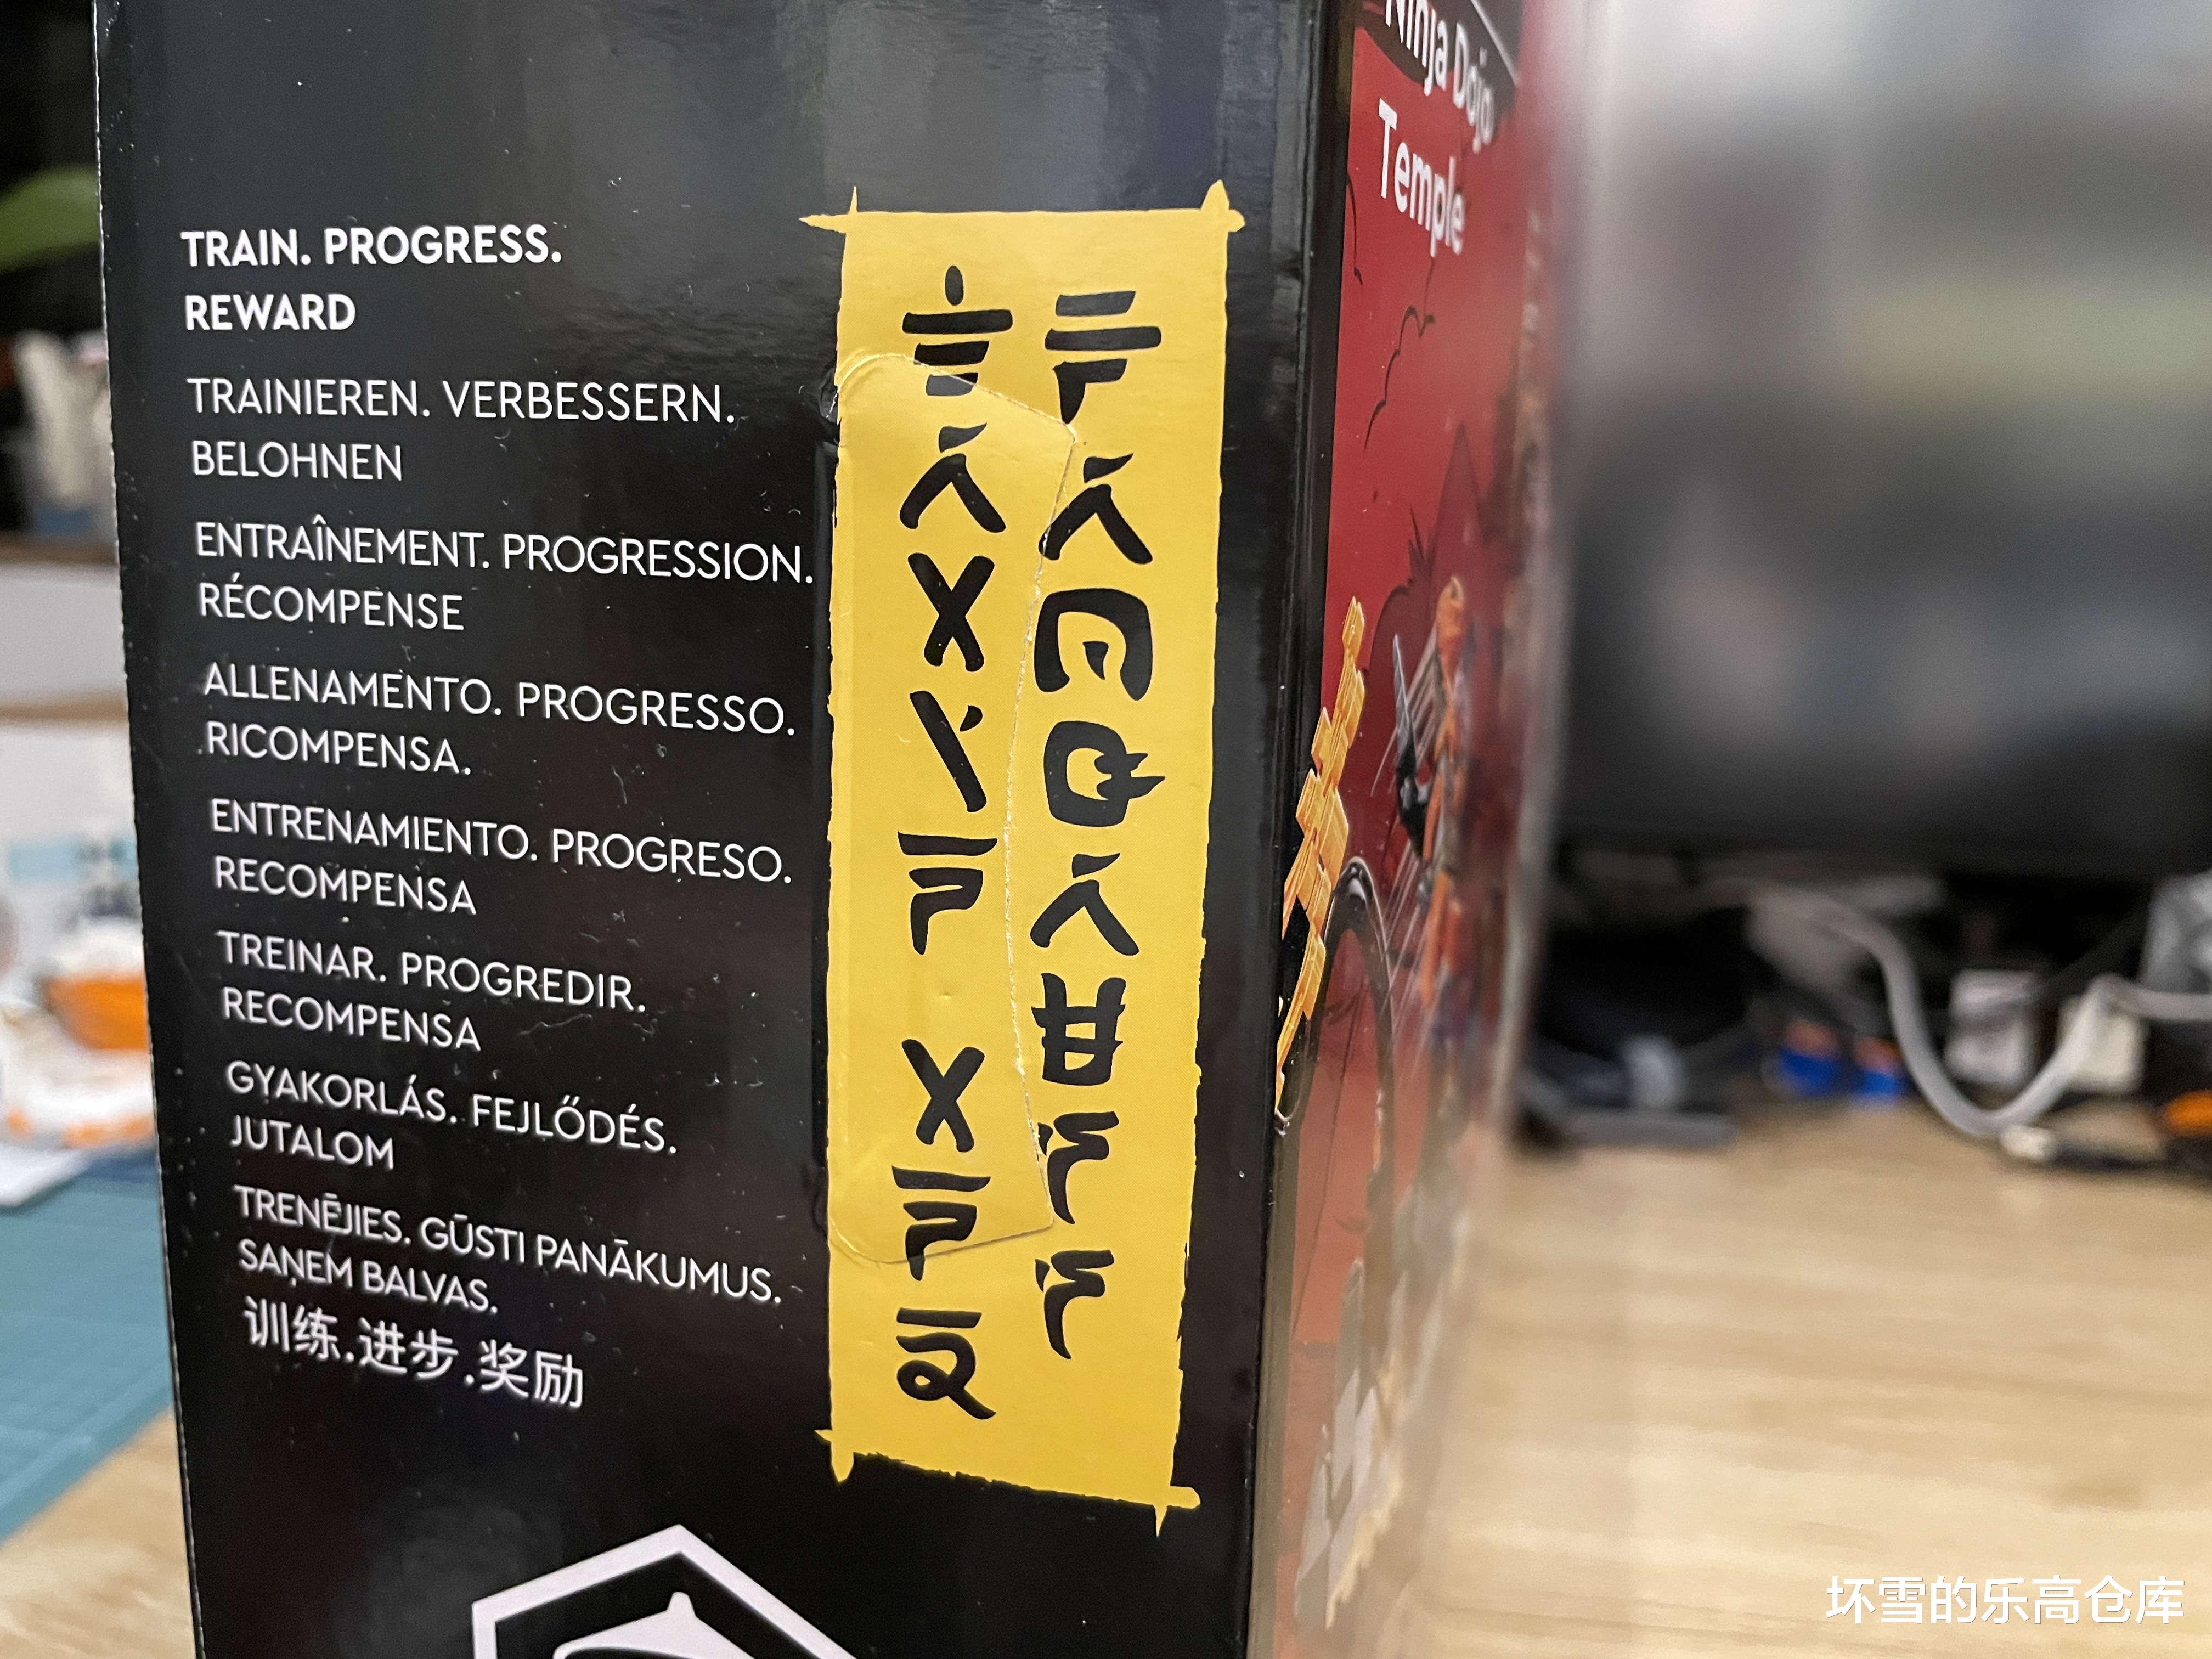 TRAIN. PROGRESS.
REWARD
TRAINIEREN. VERBESSERN.
BELOHNEN
ENTRAÎNEMENT. PROGRESSION.
RÉCOMPENSE
ALLENAMENTO. PROGRESSO.
RICOMPENSA.
ENTRENAMIENTO. PROGRESO.
RECOMPENSA
TREINAR. PROGREDIR.
RECOMPENSA
GYAKORLÁS. FEJLŐDÉS.
JUTALOM
TRENĒJIES. GŪSTI PANĀKUMUS.
SAŅEM BALVAS.
训练.进步.奖励
Ninja Dojo
Temple
坏雪的乐高仓库